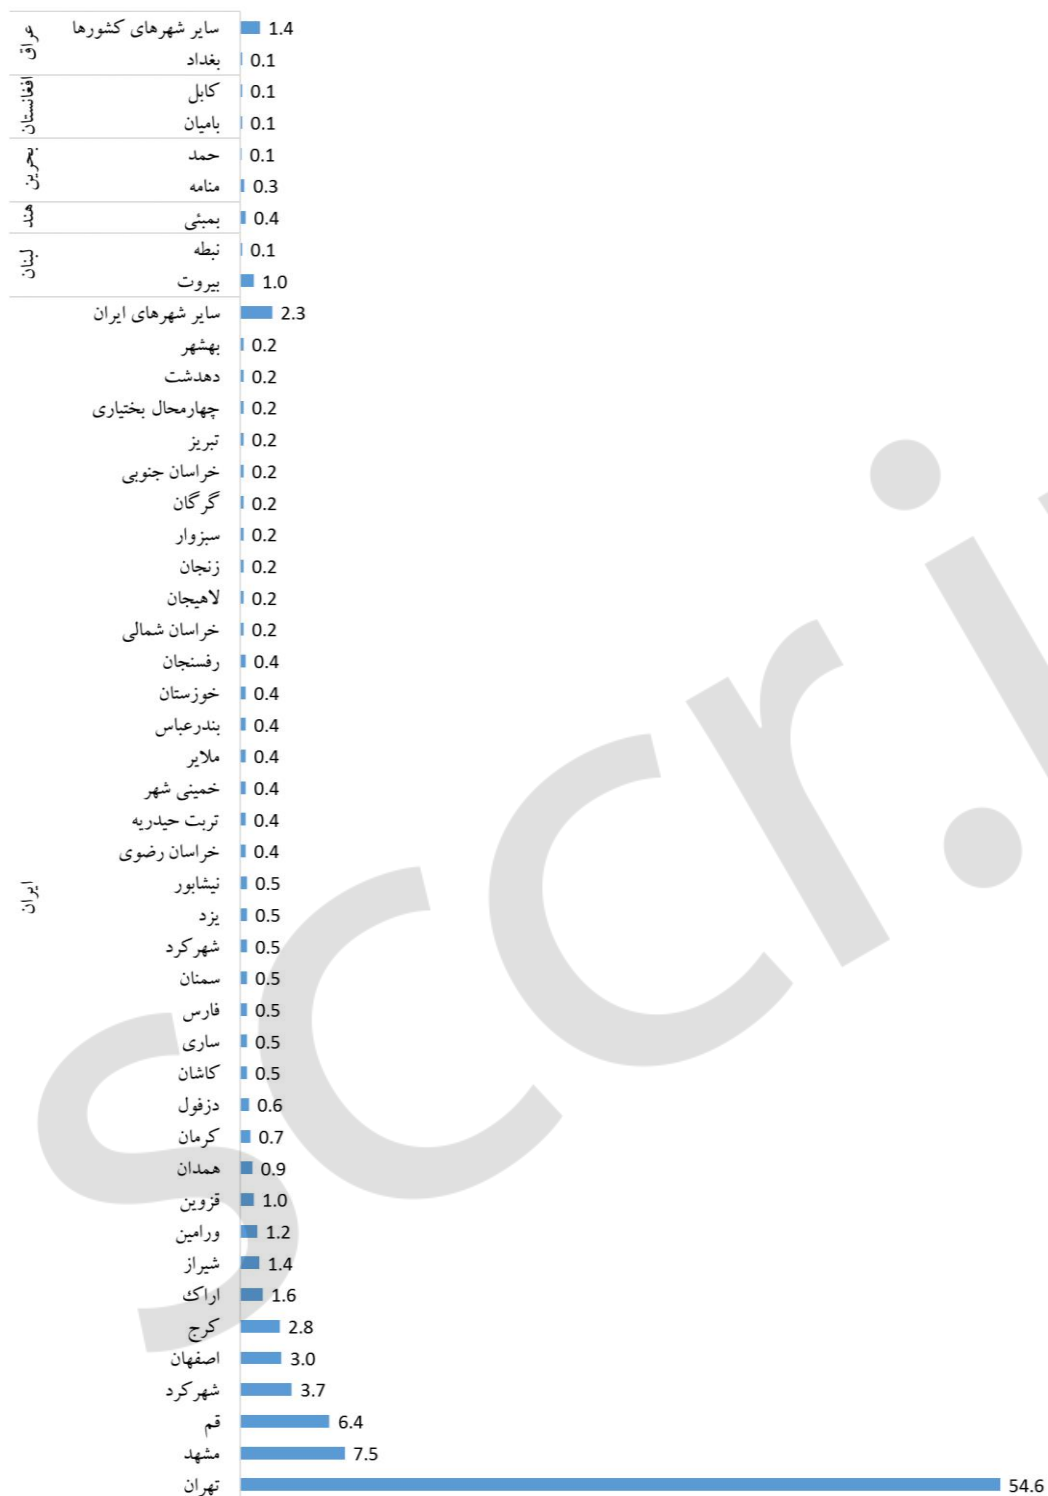 عراق
سایر شهرهای کشورها 1.4
بغداد 0.1
افغانستان
کابل 0.1
بامیان 0.1
بحرین
حمد 0.1
منامه 0.3
هند
بمبئی 0.4
لبنان
نبطه 0.1
بیروت 1.0
ایران
سایر شهرهای ایران 2.3
بهشهر 0.2
دهدشت 0.2
چهارمحال بختیاری 0.2
تبریز 0.2
خراسان جنوبی 0.2
گرگان 0.2
سبزوار 0.2
زنجان 0.2
لاهیجان 0.2
خراسان شمالی 0.2
رفسنجان 0.4
خوزستان 0.4
بندرعباس 0.4
ملایر 0.4
خمینی شهر 0.4
تربت حیدریه 0.4
خراسان رضوی 0.4
نیشابور 0.5
یزد 0.5
شهرکرد 0.5
سمنان 0.5
فارس 0.5
ساری 0.5
کاشان 0.5
دزفول 0.6
کرمان 0.7
همدان 0.9
قزوین 1.0
ورامین 1.2
شیراز 1.4
اراک 1.6
کرج 2.8
اصفهان 3.0
شهرکرد 3.7
قم 6.4
مشهد 7.5
تهران 54.6
sccr.i